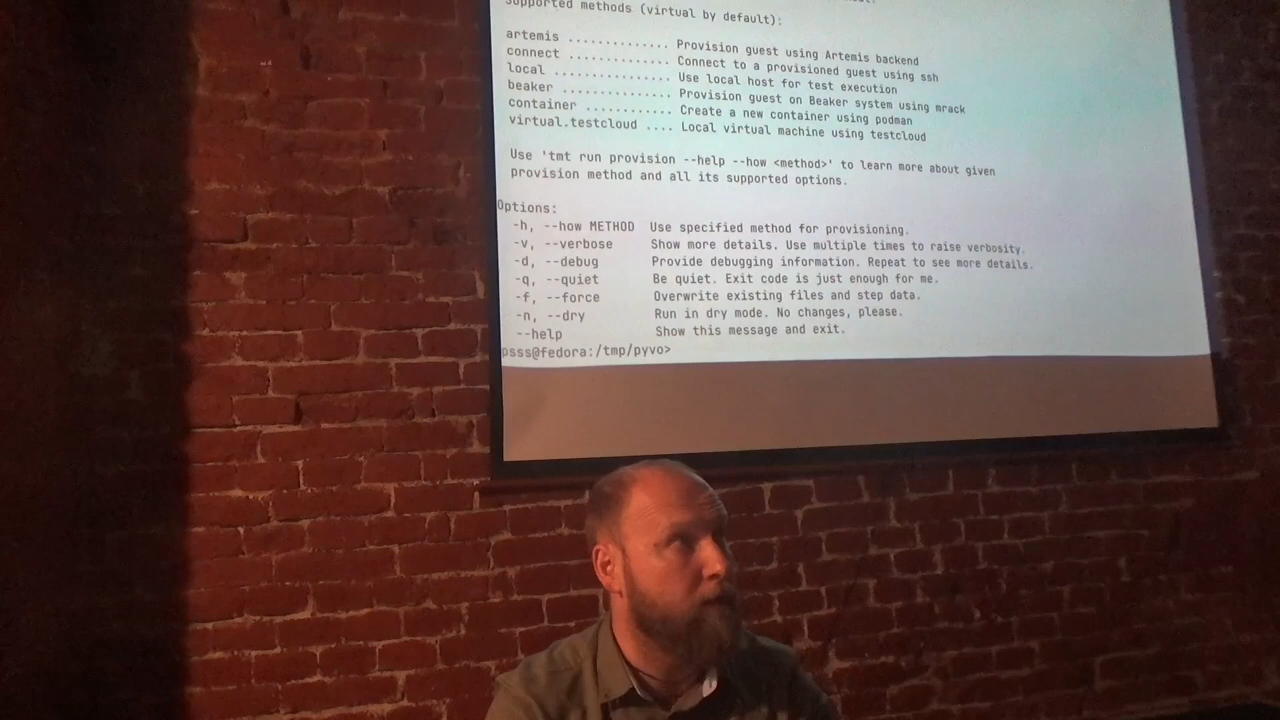 Supported methods (virtual by default):
artemis .............. Provision guest using Artemis backend
connect .............. Connect to a provisioned guest using ssh
local ................ Use local host for test execution
beaker ............... Provision guest on Beaker system using mrack
container ............ Create a new container using podman
virtual.testcloud .... Local virtual machine using testcloud
Use 'tmt run provision --help --how <method>' to learn more about given
provision method and all its supported options.
Options:
-h, --how METHOD Use specified method for provisioning.
-v, --verbose Show more details. Use multiple times to raise verbosity.
-d, --debug Provide debugging information. Repeat to see more details.
-q, --quiet Be quiet. Exit code is just enough for me.
-f, --force Overwrite existing files and step data.
-n, --dry Run in dry mode. No changes, please.
--help Show this message and exit.
psss@fedora:/tmp/pyvo>